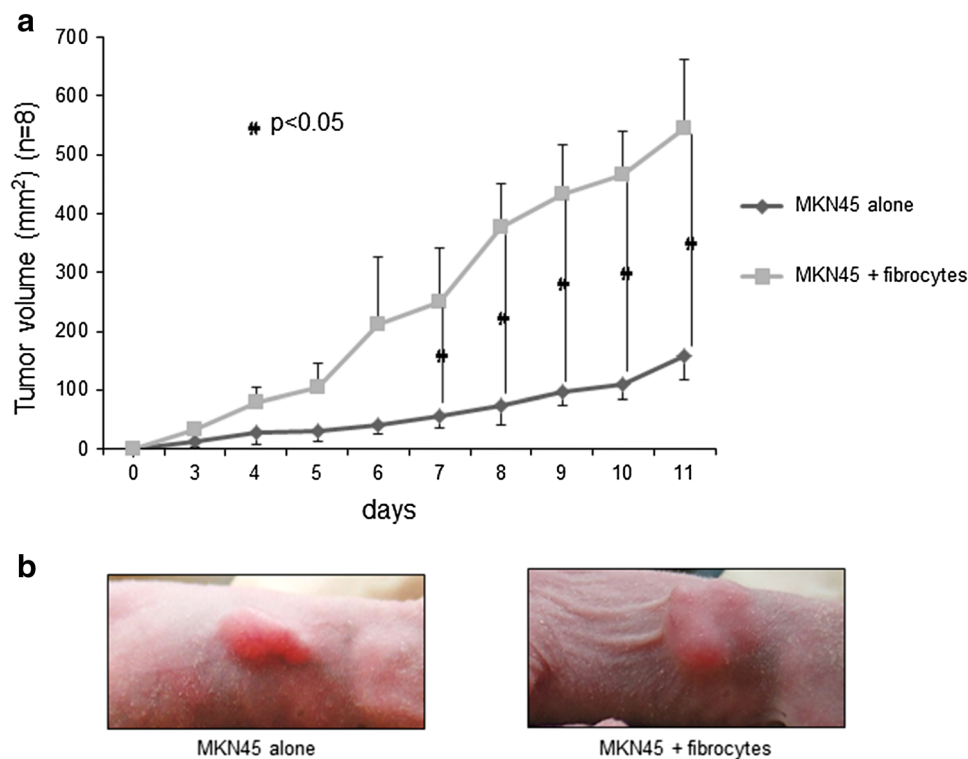 a
700
600
500
400
300
200
100
0
Tumor volume (mm2) (n=8)
* p<0.05
MKN45 alone
MKN45 + fibrocytes
0 3 4 5 6 7 8 9 10 11
days
b
MKN45 alone
MKN45 + fibrocytes